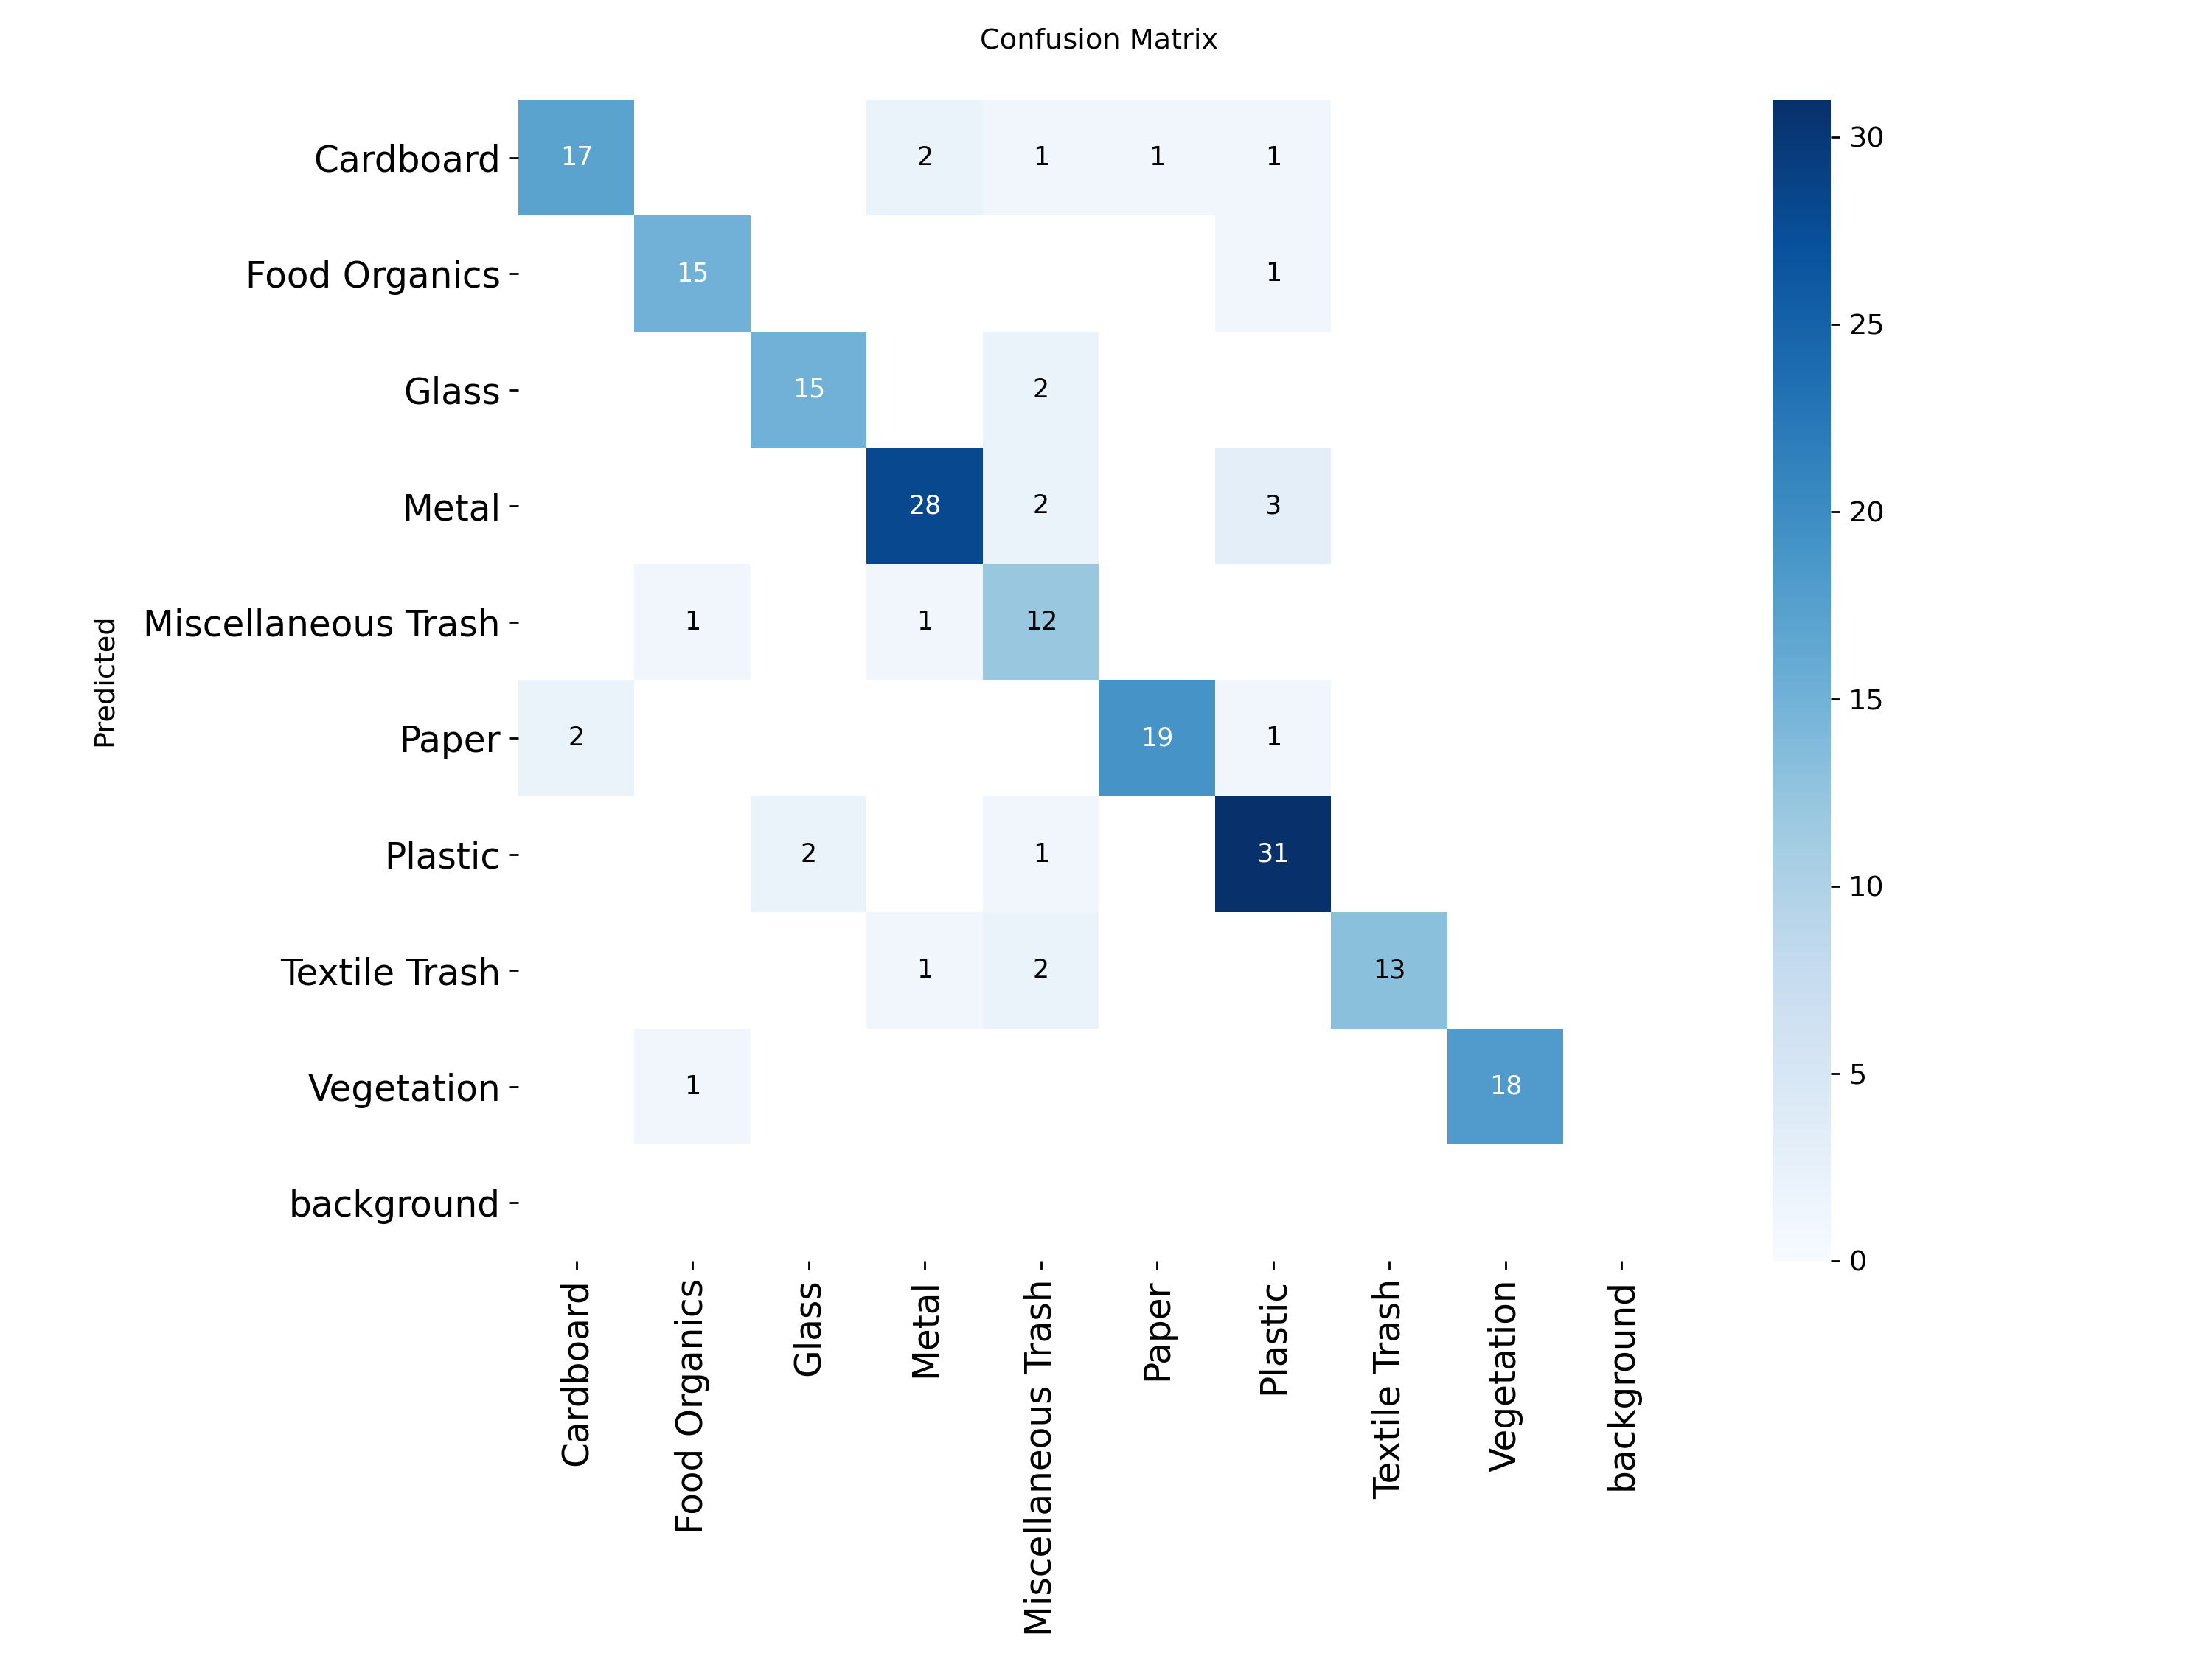 Confusion Matrix
Predicted
Cardboard 17 2 1 1 1
Food Organics 15 1
Glass 15 2
Metal 28 2 3
Miscellaneous Trash 1 1 12
Paper 2 19 1
Plastic 2 1 31
Textile Trash 1 2 13
Vegetation 1 18
background
Cardboard
Food Organics
Glass
Metal
Miscellaneous Trash
Paper
Plastic
Textile Trash
Vegetation
background
30
25
20
15
10
5
0